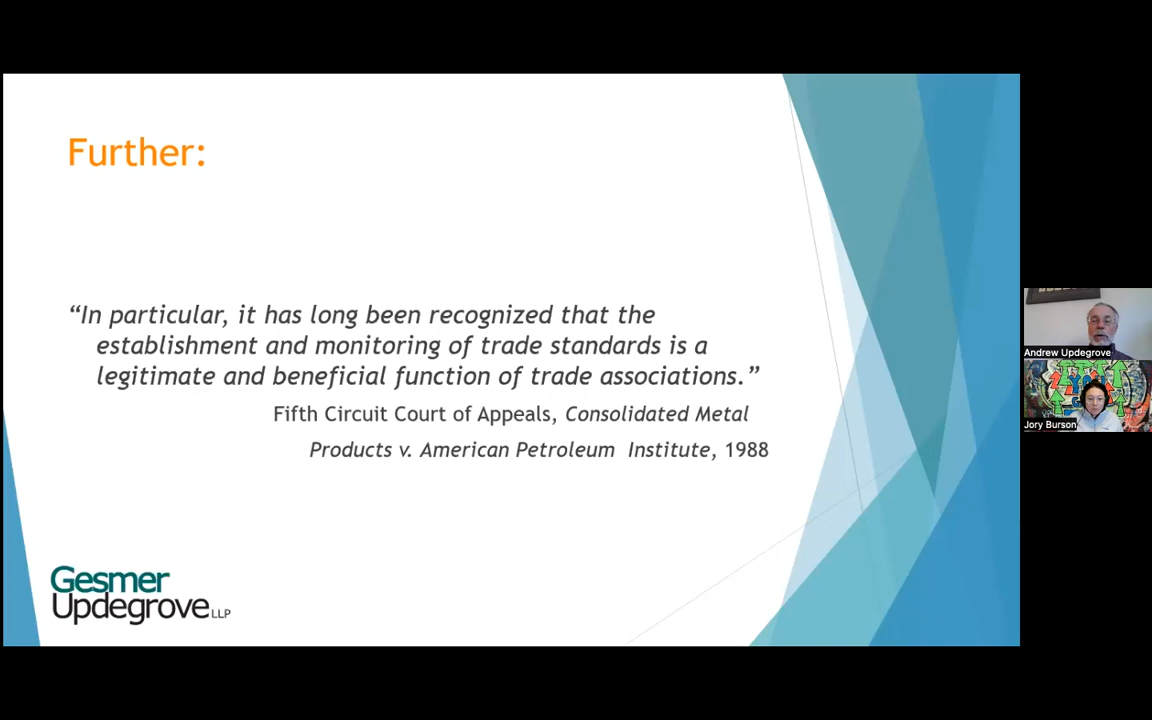 Further:
“In particular, it has long been recognized that the
establishment and monitoring of trade standards is a
legitimate and beneficial function of trade associations.”
Fifth Circuit Court of Appeals, Consolidated Metal
Products v. American Petroleum Institute, 1988
Gesmer
Updegrove LLP
Andrew Updegrove
Jory Burson